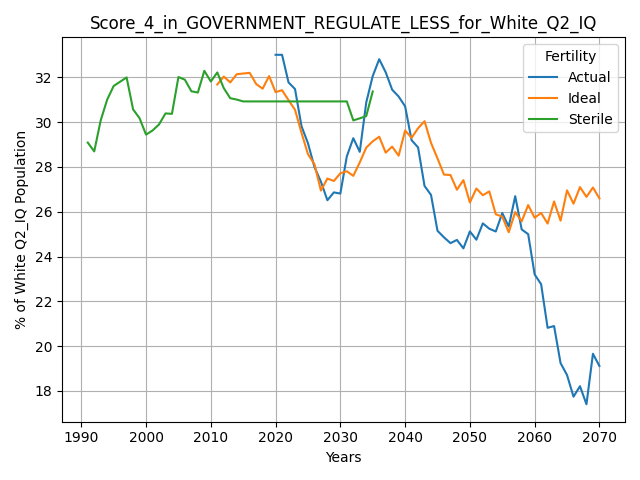 Score_4_in_GOVERNMENT_REGULATE_LESS_for_White_Q2_IQ
Fertility
Actual
Ideal
Sterile
% of White Q2_IQ Population
32
30
28
26
24
22
20
18
1990 2000 2010 2020 2030 2040 2050 2060 2070
Years